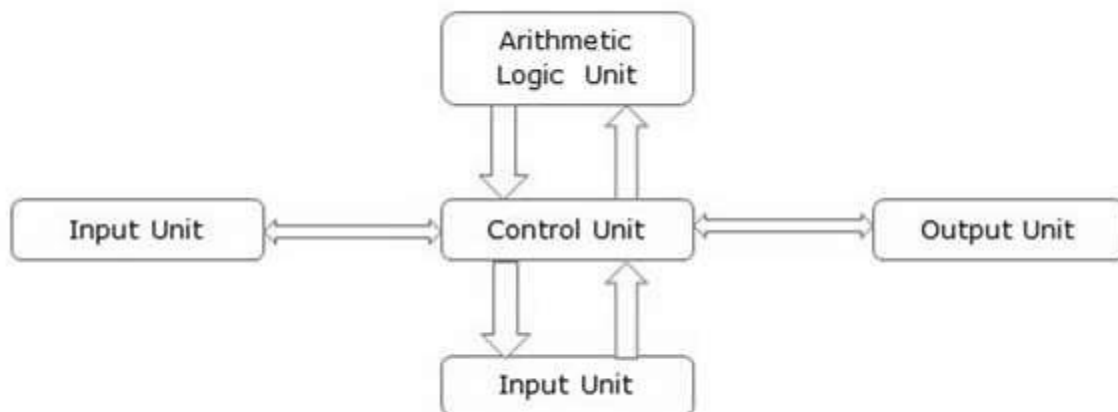 Arithmetic
Logic Unit
Input Unit
Control Unit
Output Unit
Input Unit